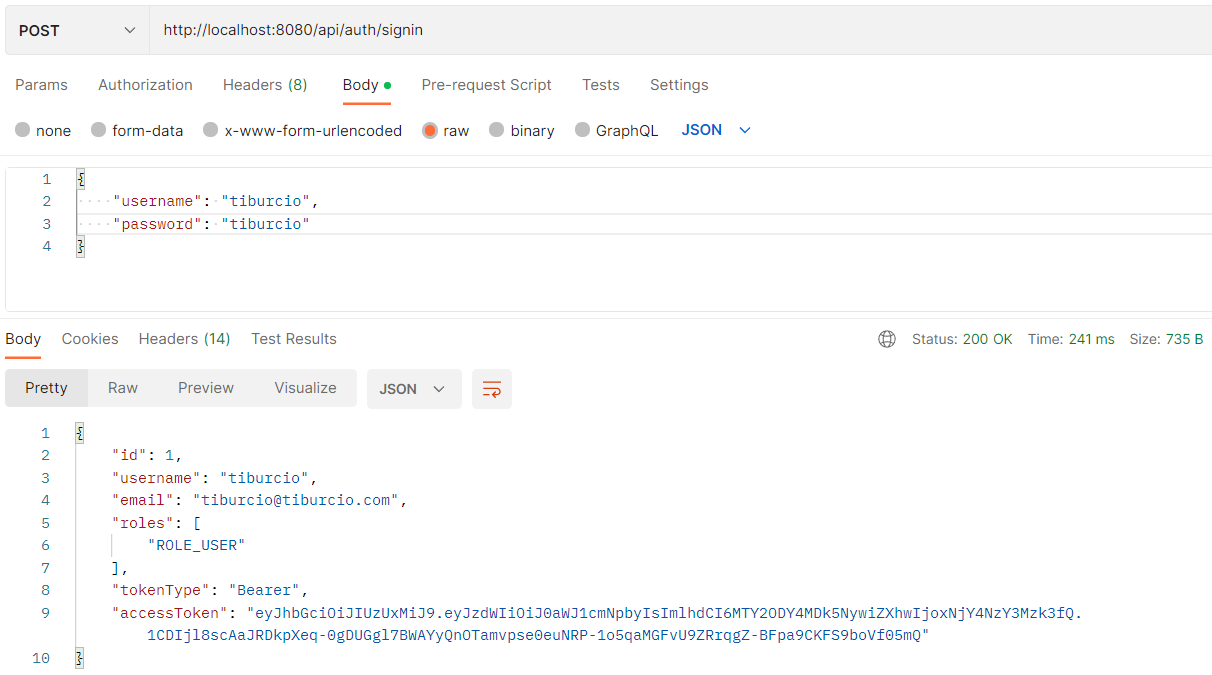 POST http://localhost:8080/api/auth/signin
Params Authorization Headers (8) Body Pre-request Script Tests Settings
none form-data x-www-form-urlencoded raw binary GraphQL JSON
1 {
2 "username": "tiburcio",
3 "password": "tiburcio"
4 }
Body Cookies Headers (14) Test Results Status: 200 OK Time: 241 ms Size: 735 B
Pretty Raw Preview Visualize JSON
1 {
2 "id": 1,
3 "username": "tiburcio",
4 "email": "tiburcio@tiburcio.com",
5 "roles": [
6 "ROLE_USER"
7 ],
8 "tokenType": "Bearer",
9 "accessToken": "eyJhbGciOiJIUzUxMiJ9.eyJzdWIiOiJ0aWJ1cmNpbyIsImlhdCI6MTY2ODY4MDk5NywiZXhwIjoxNjY4NzY3Mzk3fQ.
1CDIjl8scAaJRDkpXeq-0gDUGgl7BWAYyQnOTamvpse0euNRP-1o5qaMGFvU9ZRrqgZ-BFpa9CKFS9boVf05mQ"
10 }